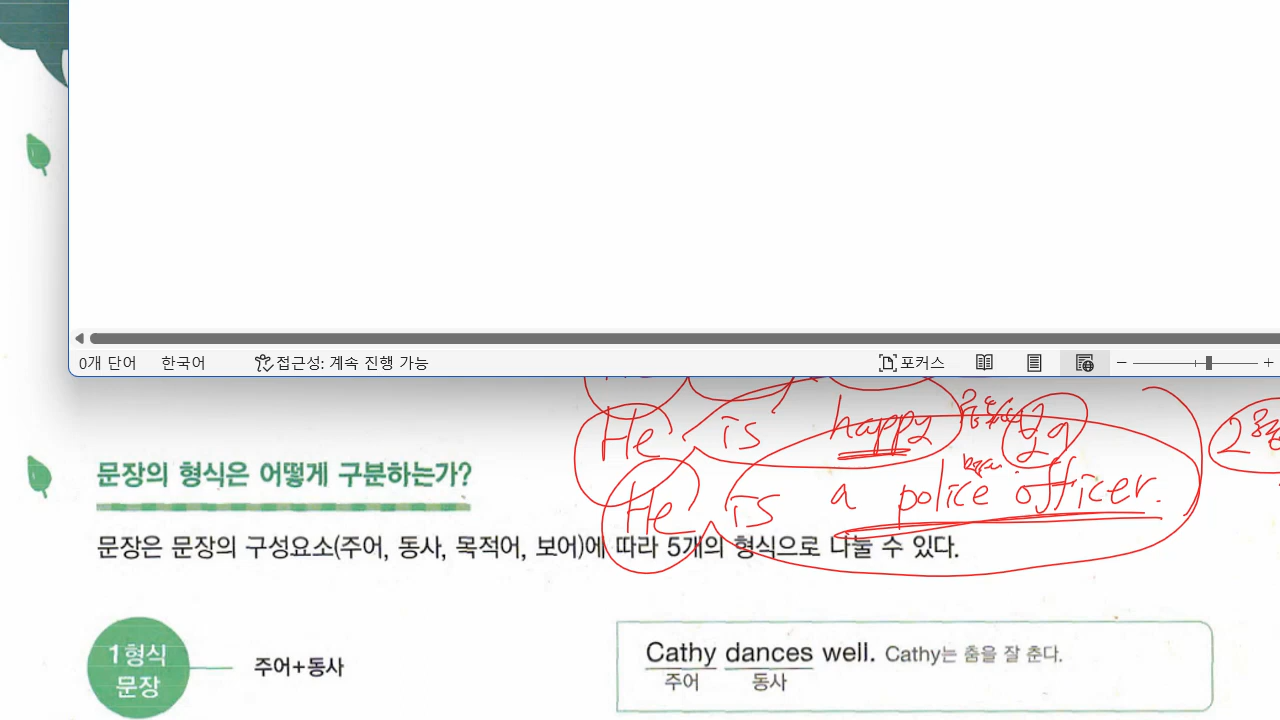 0개 단어 한국어 접근성: 계속 진행 가능 포커스
He is happy
He is a police officer.
문장의 형식은 어떻게 구분하는가?
문장은 문장의 구성요소(주어, 동사, 목적어, 보어)에 따라 5개의 형식으로 나눌 수 있다.
1형식
문장
주어+동사
Cathy dances well. Cathy는 춤을 잘 춘다.
주어 동사